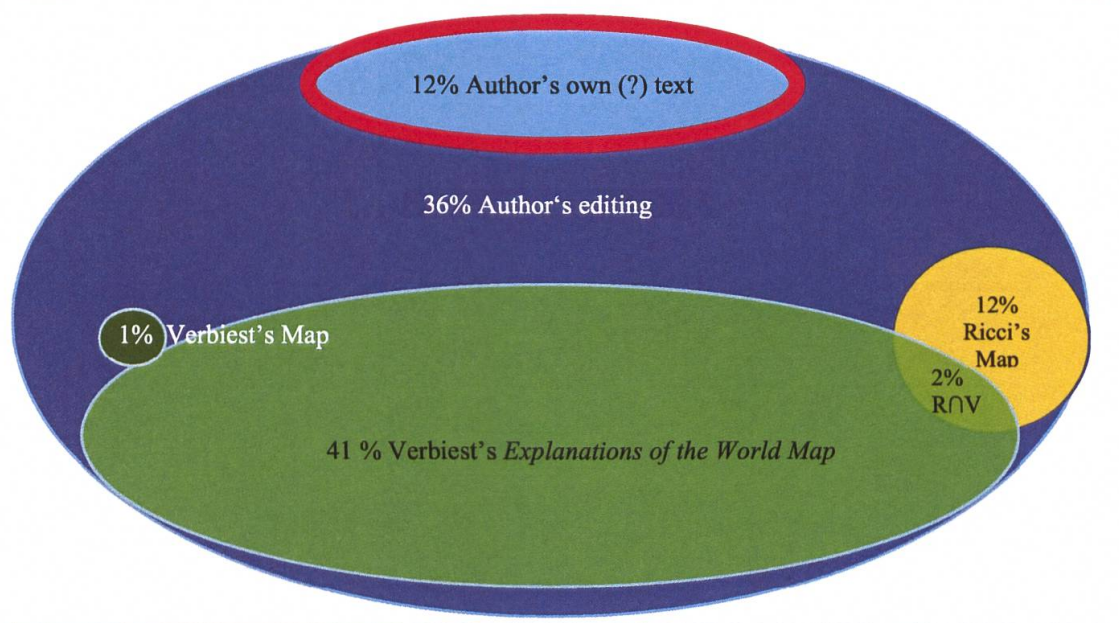 12% Author's own (?) text
36% Author‘s editing
12%
Ricci's
Map
1% Verbiest's Map
2%
R∩V
41 % Verbiest's Explanations of the World Map